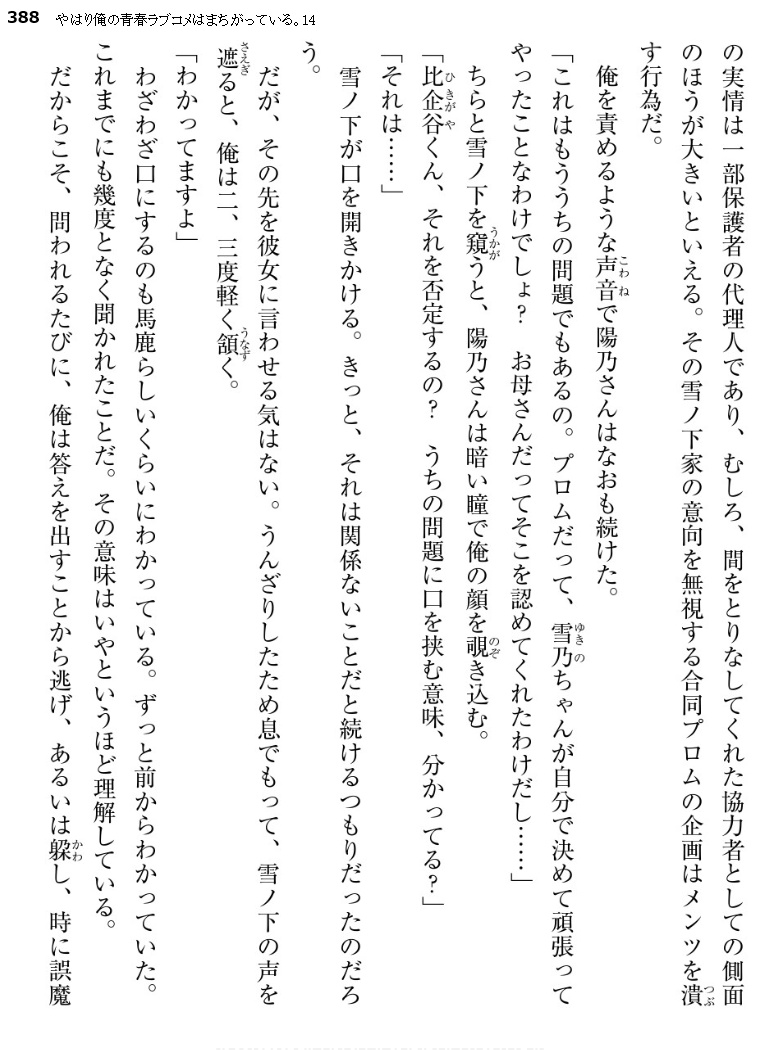 388 やはり俺の青春ラブコメはまちがっている。14
の実情は一部保護者の代理人であり、むしろ、間をとりなしてくれた協力者としての側面
のほうが大きいといえる。その雪ノ下家の意向を無視する合同プロムの企画はメンツを潰
す行為だ。
　俺を責めるような声音で陽乃さんはなおも続けた。
「これはもううちの問題でもあるの。プロムだって、雪乃ちゃんが自分で決めて頑張って
やったことなわけでしょ？　お母さんだってそこを認めてくれたわけだし……」
　ちらと雪ノ下を窺うと、陽乃さんは暗い瞳で俺の顔を覗き込む。
「比企谷くん、それを否定するの？　うちの問題に口を挟む意味、分かってる？」
「それは……」
　雪ノ下が口を開きかける。きっと、それは関係ないことだと続けるつもりだったのだろ
う。
　だが、その先を彼女に言わせる気はない。うんざりしたため息でもって、雪ノ下の声を
遮ると、俺は二、三度軽く頷く。
「わかってますよ」
　わざわざ口にするのも馬鹿らしいくらいにわかっている。ずっと前からわかっていた。
これまでにも幾度となく聞かれたことだ。その意味はいやというほど理解している。
　だからこそ、問われるたびに、俺は答えを出すことから逃げ、あるいは躱し、時に誤魔